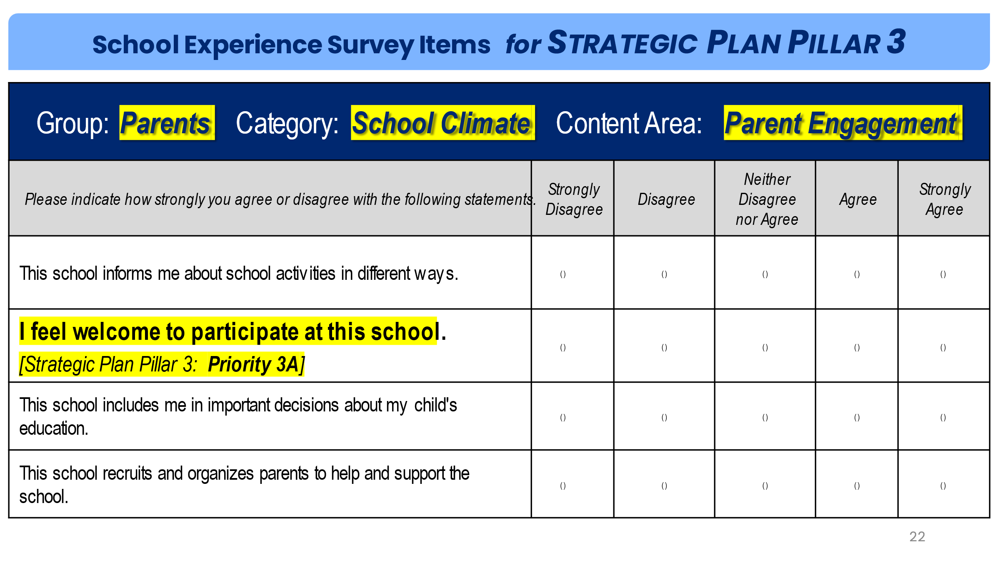 School Experience Survey Items for STRATEGIC PLAN PILLAR 3
Group: Parents Category: School Climate Content Area: Parent Engagement
Please indicate how strongly you agree or disagree with the following statements.
Strongly
Disagree
Disagree
Neither
Disagree
nor Agree
Agree
Strongly
Agree
This school informs me about school activities in different ways.
() () () () ()
I feel welcome to participate at this school.
[Strategic Plan Pillar 3: Priority 3A]
() () () () ()
This school includes me in important decisions about my child's
education.
() () () () ()
This school recruits and organizes parents to help and support the
school.
() () () () ()
22